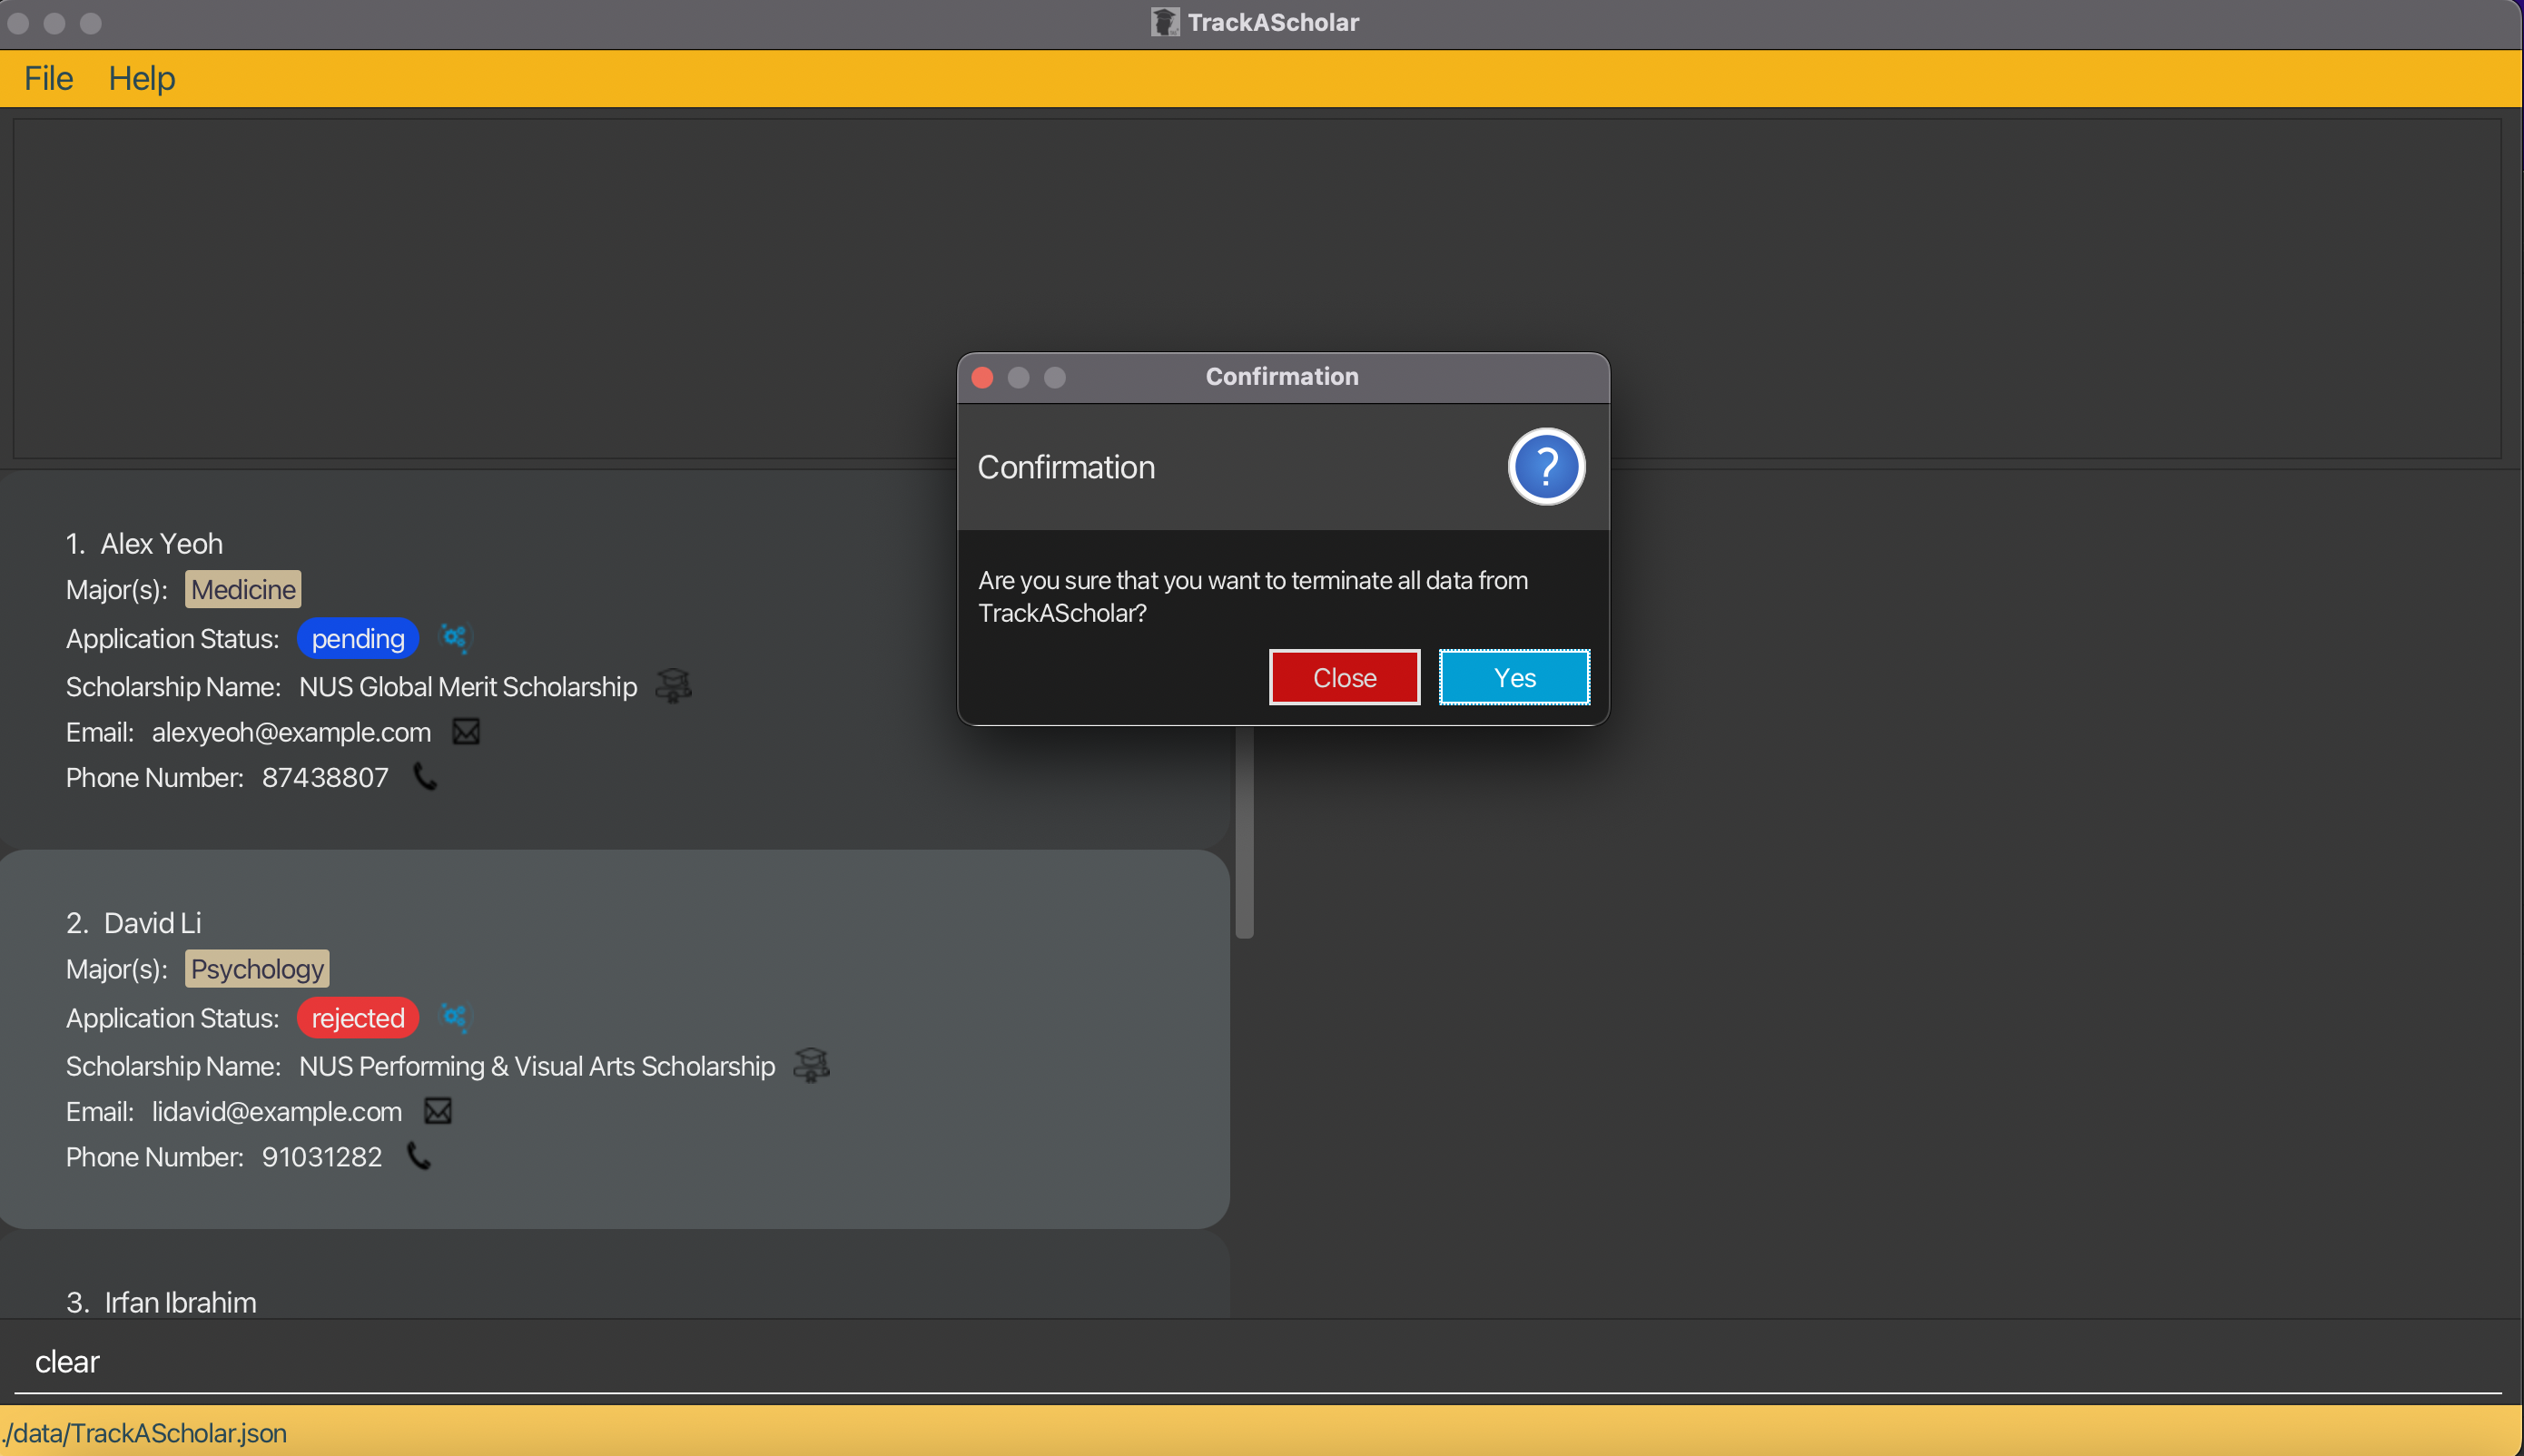 TrackAScholar
File Help
Confirmation
Confirmation
?
Are you sure that you want to terminate all data from
TrackAScholar?
Close Yes
1. Alex Yeoh
Major(s): Medicine
Application Status: pending
Scholarship Name: NUS Global Merit Scholarship
Email: alexyeoh@example.com
Phone Number: 87438807
2. David Li
Major(s): Psychology
Application Status: rejected
Scholarship Name: NUS Performing & Visual Arts Scholarship
Email: lidavid@example.com
Phone Number: 91031282
3. Irfan Ibrahim
clear
./data/TrackAScholar.json